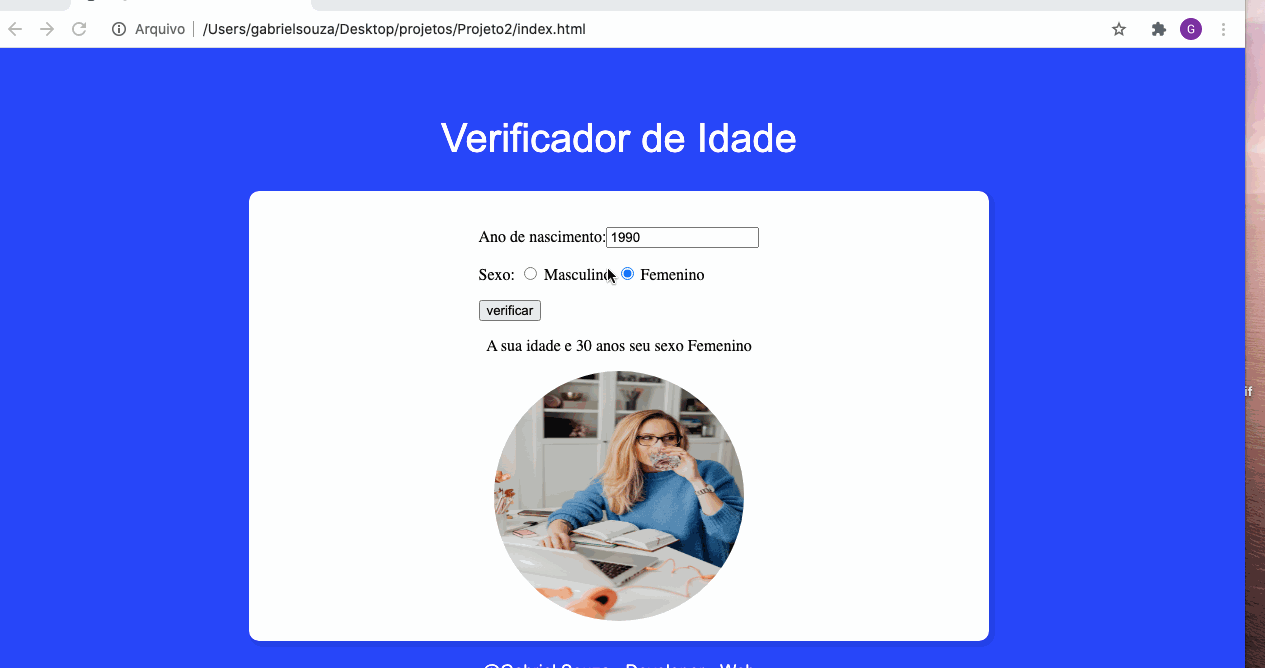 Arquivo | /Users/gabrielsouza/Desktop/projetos/Projeto2/index.html
G
Verificador de Idade
Ano de nascimento: 1990
Sexo: Masculino Femenino
verificar
A sua idade e 30 anos seu sexo Femenino
if